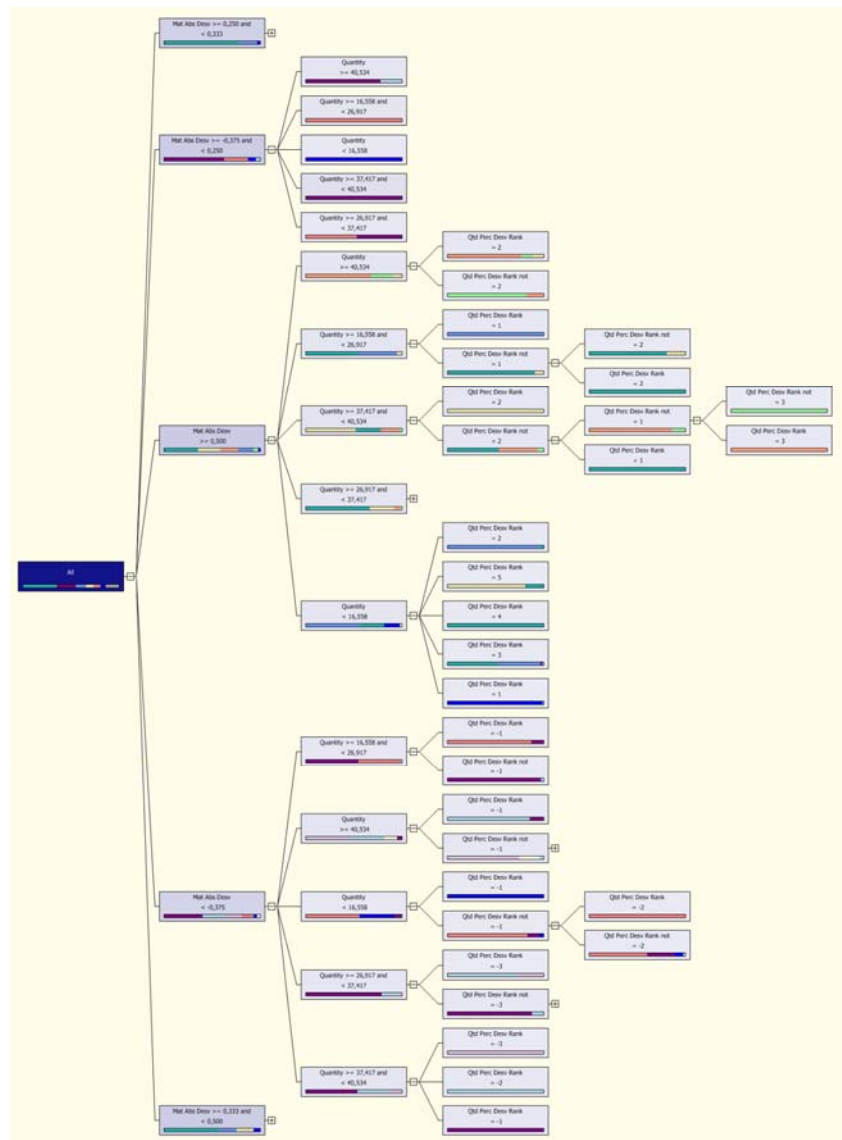 Mat Abs Desv >= 0,250 and
< 0,333
Quantity
>= 40,534
Quantity >= 16,558 and
< 26,917
Mat Abs Desv >= -0,375 and
< 0,250
Quantity
< 16,558
Quantity >= 37,417 and
< 40,534
Quantity >= 26,917 and
< 37,417
Quantity
>= 40,534
Qtd Perc Desv Rank
= 2
Qtd Perc Desv Rank not
= 2
Quantity >= 16,558 and
< 26,917
Qtd Perc Desv Rank
= 1
Qtd Perc Desv Rank not
= 1
Qtd Perc Desv Rank not
= 2
Qtd Perc Desv Rank
= 2
Mat Abs Desv
>= 0,500
Quantity >= 37,417 and
< 40,534
Qtd Perc Desv Rank
= 2
Qtd Perc Desv Rank not
= 2
Qtd Perc Desv Rank not
= 1
Qtd Perc Desv Rank
= 1
Qtd Perc Desv Rank not
= 3
Qtd Perc Desv Rank
= 3
Quantity >= 26,917 and
< 37,417
All
Quantity
< 16,558
Qtd Perc Desv Rank
= 2
Qtd Perc Desv Rank
= 5
Qtd Perc Desv Rank
= 4
Qtd Perc Desv Rank
= 3
Qtd Perc Desv Rank
= 1
Quantity >= 16,558 and
< 26,917
Qtd Perc Desv Rank
= -1
Qtd Perc Desv Rank not
= -1
Quantity
>= 40,534
Qtd Perc Desv Rank
= -1
Qtd Perc Desv Rank not
= -1
Mat Abs Desv
< -0,375
Quantity
< 16,558
Qtd Perc Desv Rank
= -1
Qtd Perc Desv Rank not
= -1
Qtd Perc Desv Rank
= -2
Qtd Perc Desv Rank not
= -2
Quantity >= 26,917 and
< 37,417
Qtd Perc Desv Rank
= -3
Qtd Perc Desv Rank not
= -3
Quantity >= 37,417 and
< 40,534
Qtd Perc Desv Rank
= -3
Qtd Perc Desv Rank
= -2
Qtd Perc Desv Rank
= -1
Mat Abs Desv >= 0,333 and
< 0,500